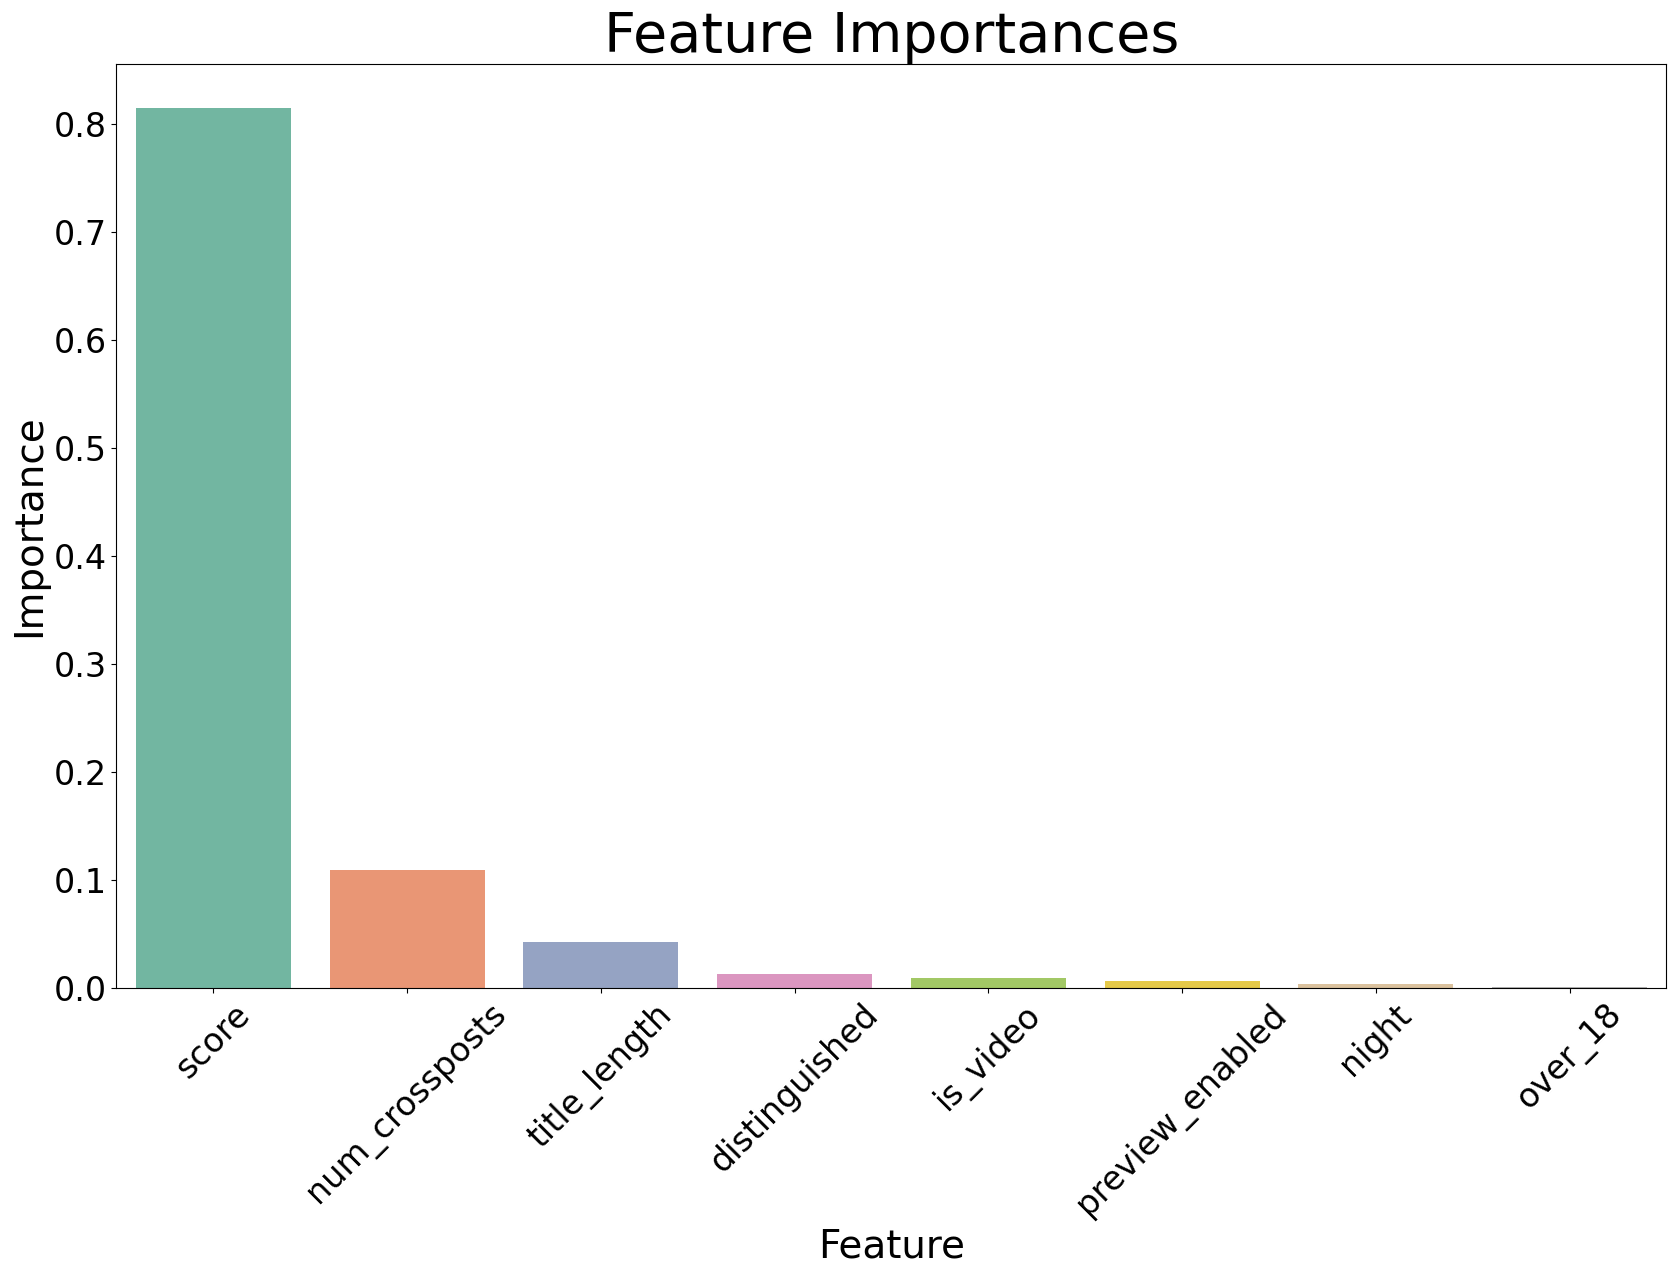 Feature Importances
Importance
0.8
0.7
0.6
0.5
0.4
0.3
0.2
0.1
0.0
score
num_crossposts
title_length
distinguished
is_video
preview_enabled
night
over_18
Feature